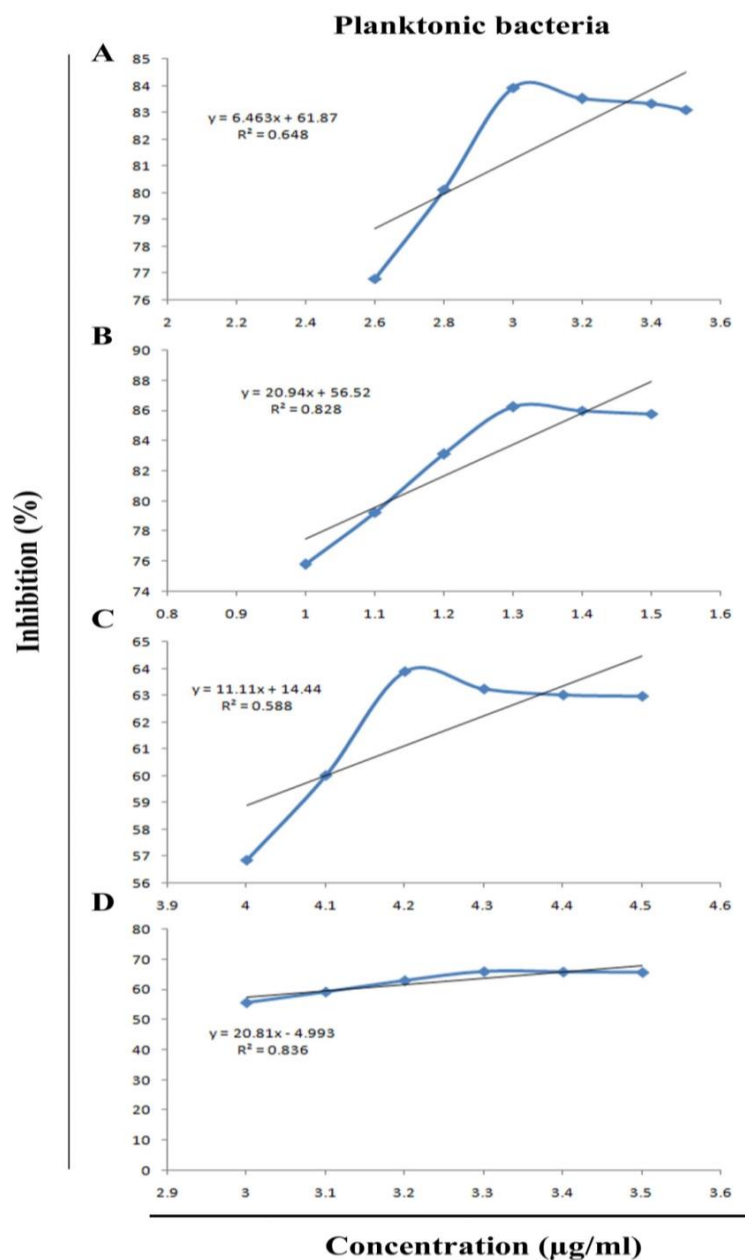 Planktonic bacteria
A
85
84
83
82
81
80
79
78
77
76
y = 6.463x + 61.87
R² = 0.648
2 2.2 2.4 2.6 2.8 3 3.2 3.4 3.6
B
90
88
86
84
82
80
78
76
74
y = 20.94x + 56.52
R² = 0.828
0.8 0.9 1 1.1 1.2 1.3 1.4 1.5 1.6
C
65
64
63
62
61
60
59
58
57
56
y = 11.11x + 14.44
R² = 0.588
3.9 4 4.1 4.2 4.3 4.4 4.5 4.6
D
80
70
60
50
40
30
20
10
0
y = 20.81x - 4.993
R² = 0.836
2.9 3 3.1 3.2 3.3 3.4 3.5 3.6
Inhibition (%)
Concentration (µg/ml)